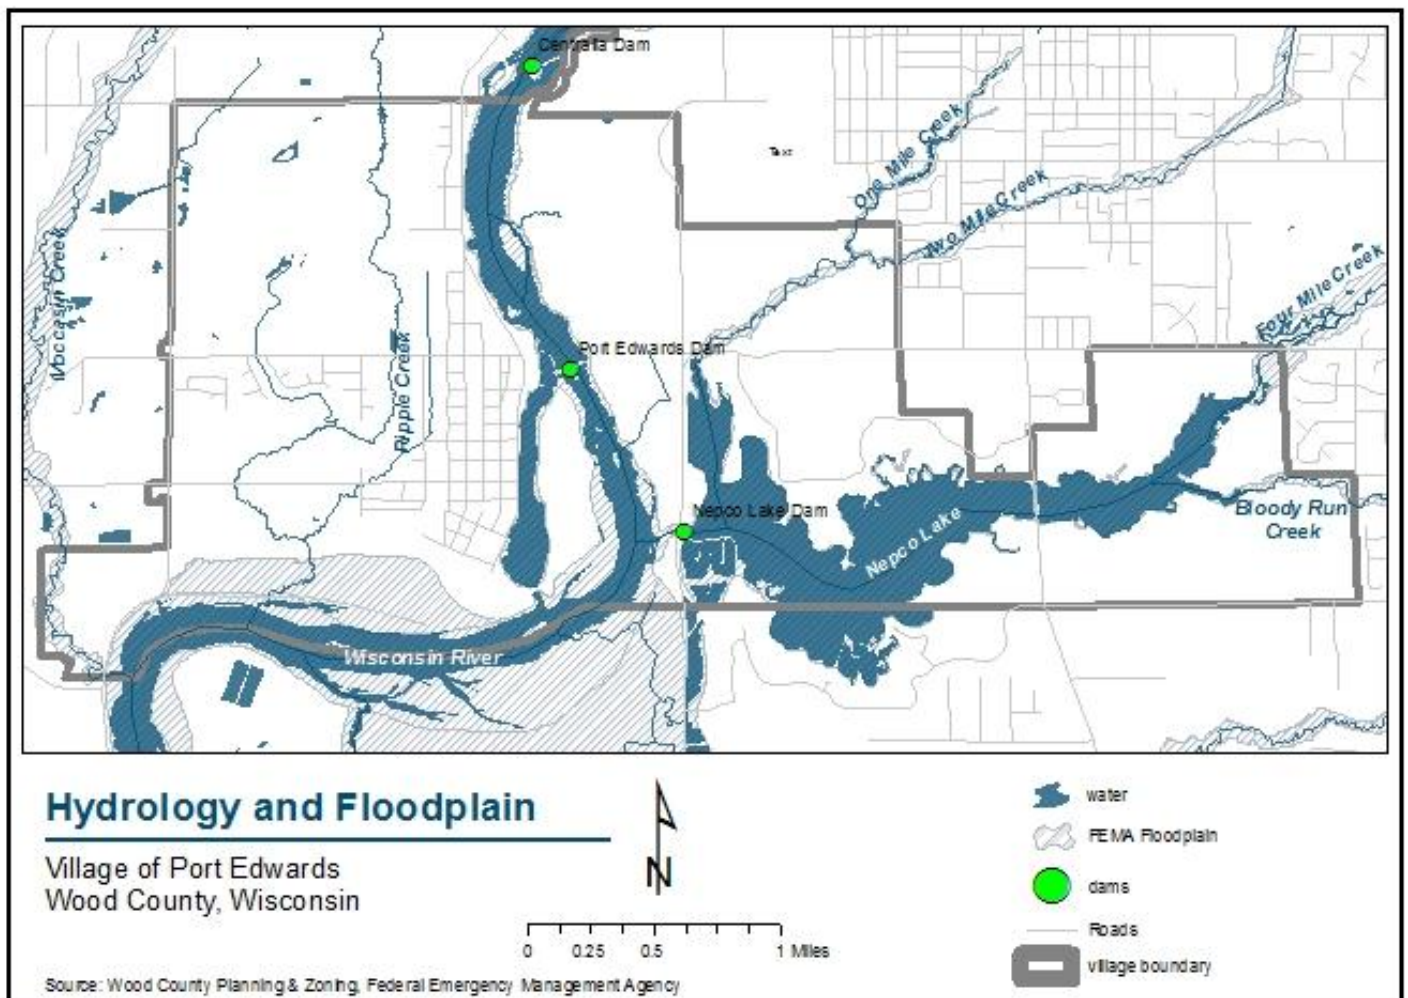 Centralia Dam
Text
One Mile Creek
Two Mile Creek
Four Mile Creek
Moccasin Creek
Ripple Creek
Port Edwards Dam
Nepco Lake Dam
Nepco Lake
Bloody Run
Creek
Wisconsin River
Hydrology and Floodplain
Village of Port Edwards
Wood County, Wisconsin
N
0 0.25 0.5 1 Miles
water
FEMA Floodplain
dams
Roads
village boundary
Source: Wood County Planning & Zoning, Federal Emergency Management Agency